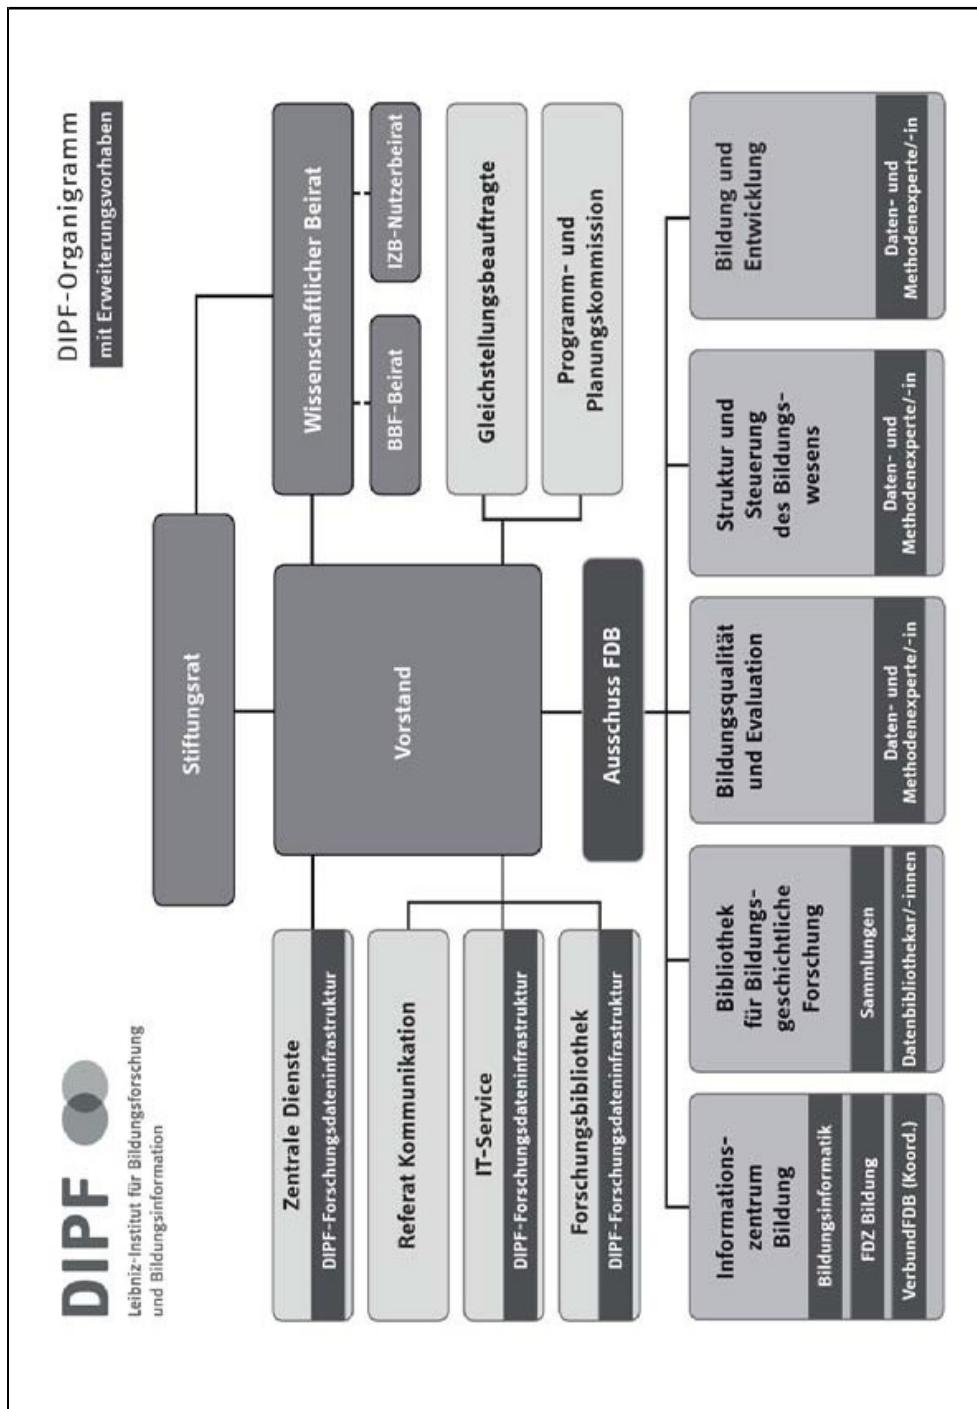 DIPF
Leibniz-Institut für Bildungsforschung
und Bildungsinformation
DIPF-Organigramm
mit Erweiterungsvorhaben
Stiftungsrat
Zentrale Dienste
DIPF-Forschungsdateninfrastruktur
Referat Kommunikation
IT-Service
DIPF-Forschungsdateninfrastruktur
Forschungsbibliothek
DIPF-Forschungsdateninfrastruktur
Vorstand
Wissenschaftlicher Beirat
BBF-Beirat
IZB-Nutzerbeirat
Gleichstellungsbeauftragte
Programm- und
Planungskommission
Ausschuss FDB
Informations-
zentrum
Bildung
Bildungsinformatik
FDZ Bildung
VerbundFDB (Koord.)
Bibliothek
für Bildungs-
geschichtliche
Forschung
Sammlungen
Datenbibliothekar/-innen
Bildungsqualität
und Evaluation
Daten- und
Methodenexperte/-in
Struktur und
Steuerung
des Bildungs-
wesens
Daten- und
Methodenexperte/-in
Bildung und
Entwicklung
Daten- und
Methodenexperte/-in